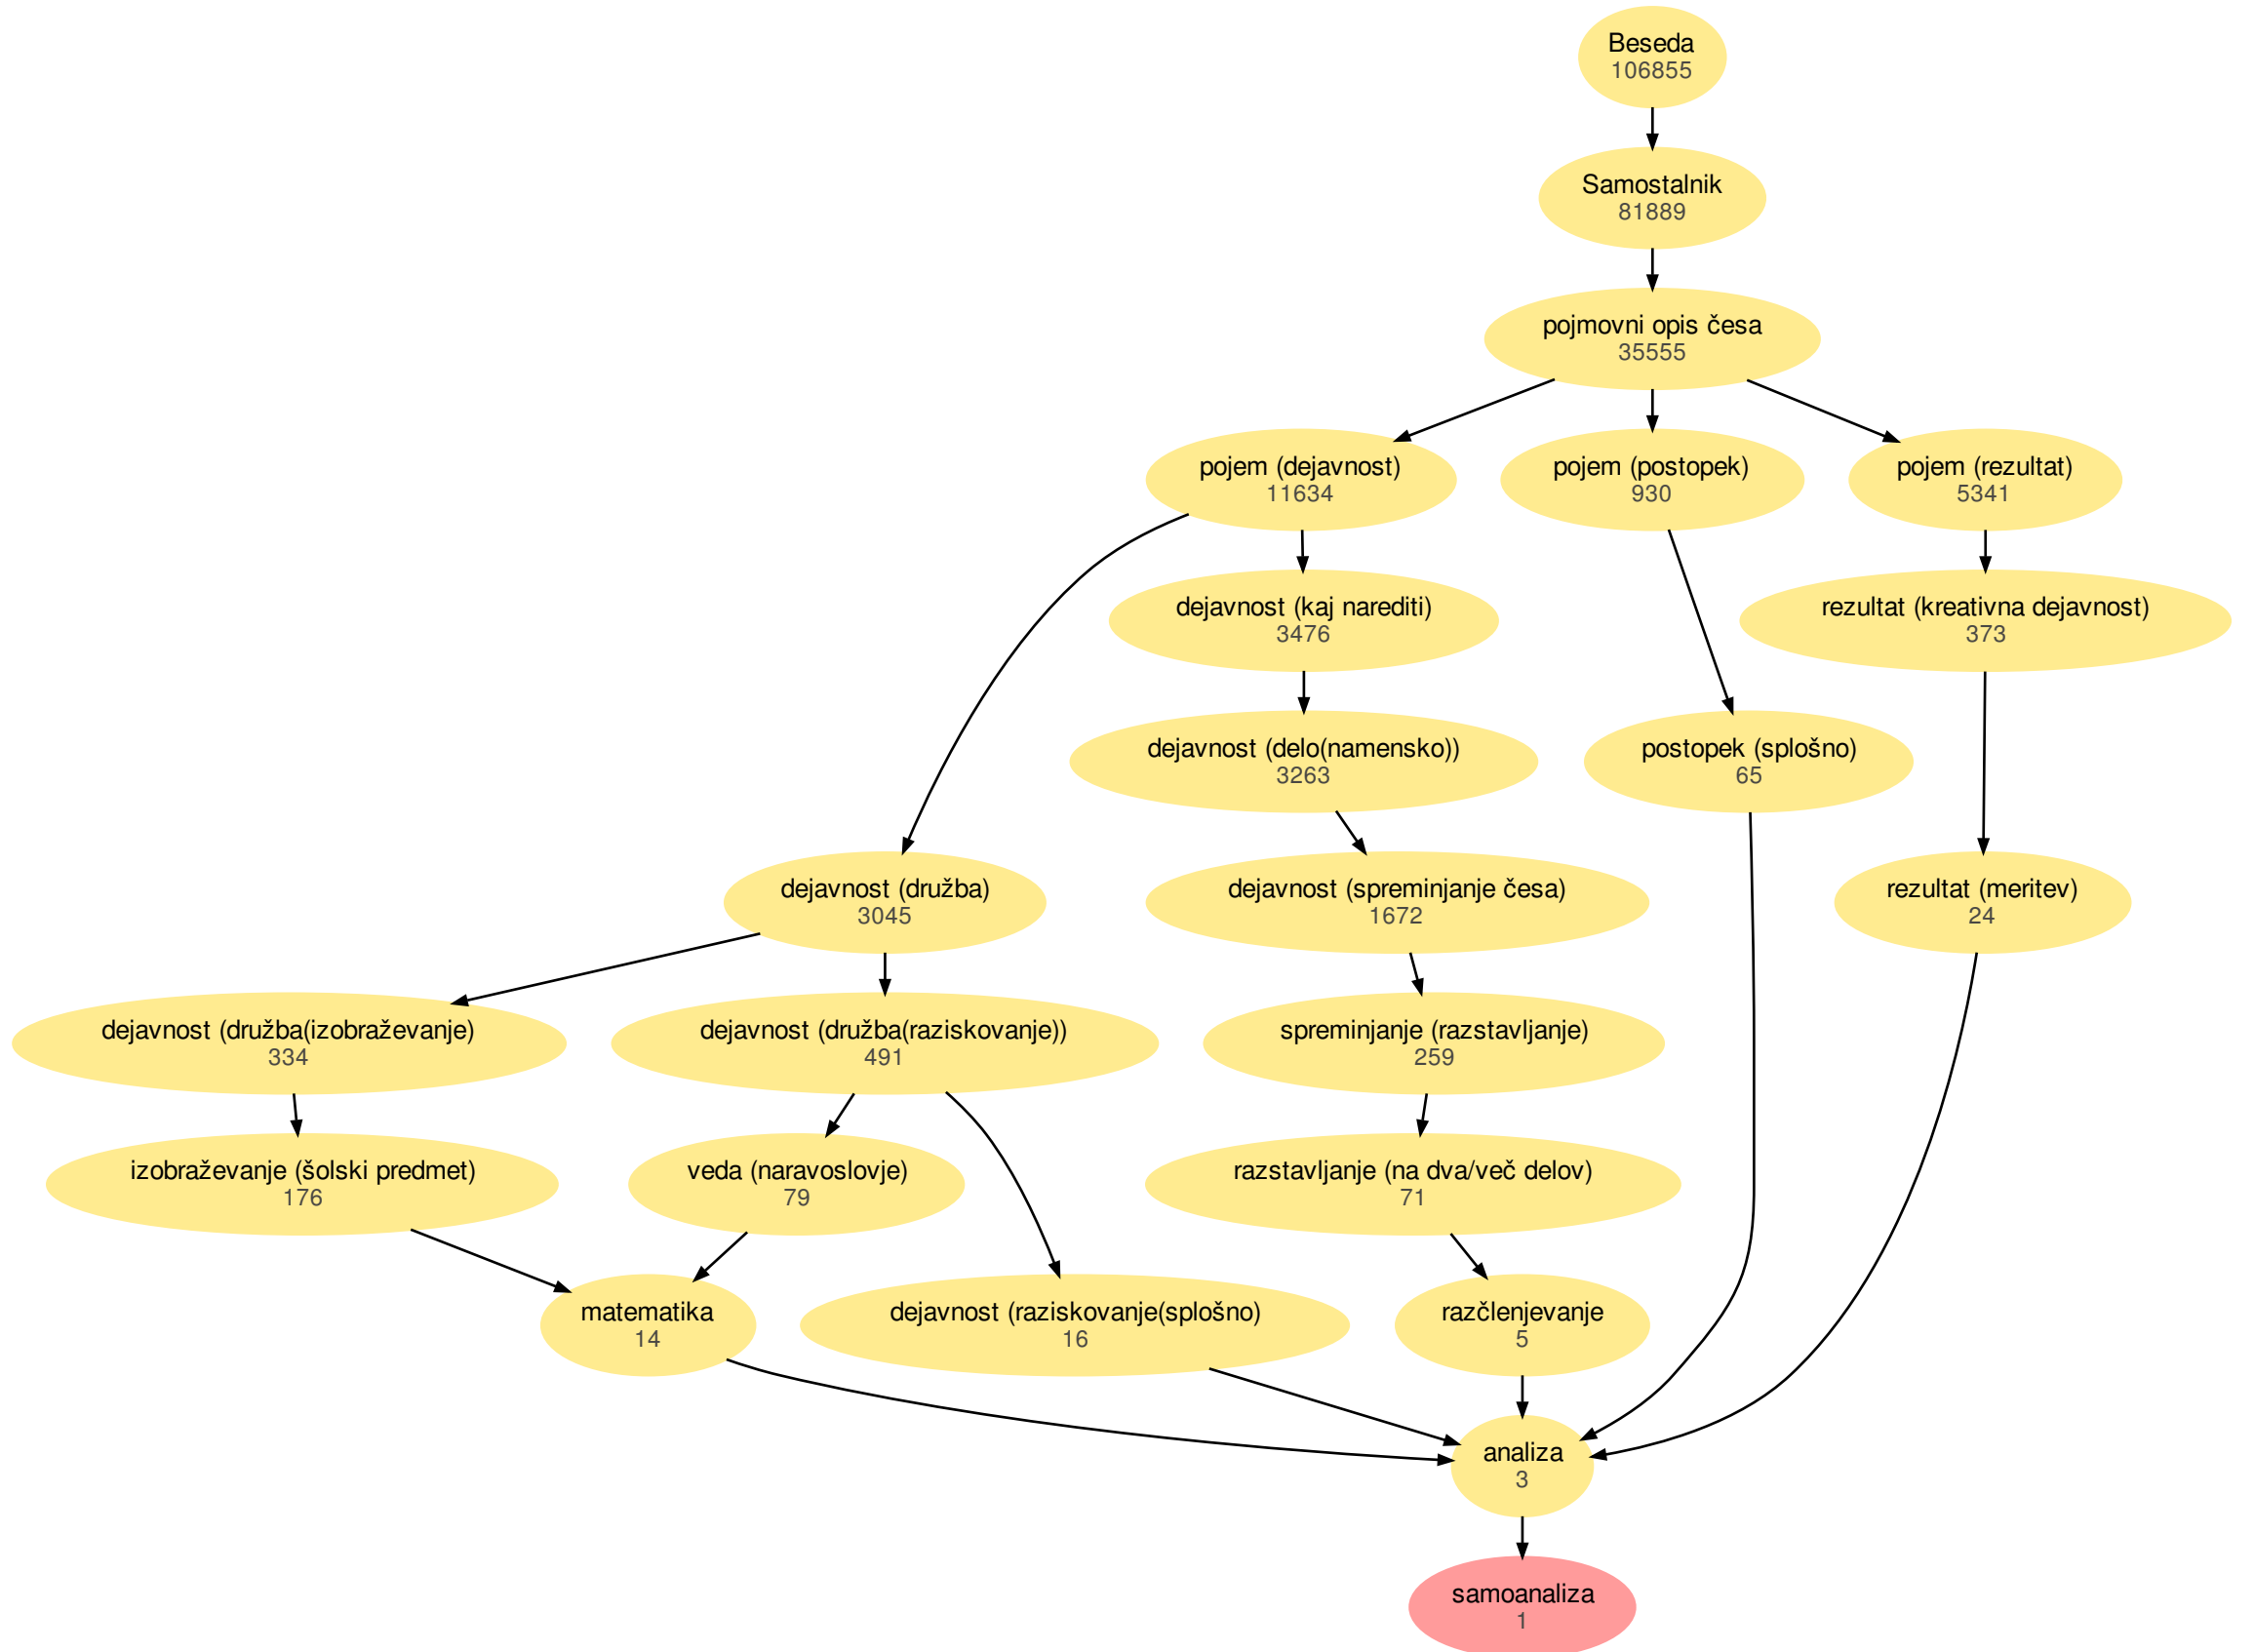 Beseda
106855
Samostalnik
81889
pojmovni opis česa
35555
pojem (dejavnost)
11634
pojem (postopek)
930
pojem (rezultat)
5341
dejavnost (kaj narediti)
3476
rezultat (kreativna dejavnost)
373
dejavnost (delo(namensko))
3263
postopek (splošno)
65
dejavnost (družba)
3045
dejavnost (spreminjanje česa)
1672
rezultat (meritev)
24
dejavnost (družba(izobraževanje)
334
dejavnost (družba(raziskovanje))
491
spreminjanje (razstavljanje)
259
izobraževanje (šolski predmet)
176
veda (naravoslovje)
79
razstavljanje (na dva/več delov)
71
matematika
14
dejavnost (raziskovanje(splošno)
16
razčlenjevanje
5
analiza
3
samoanaliza
1